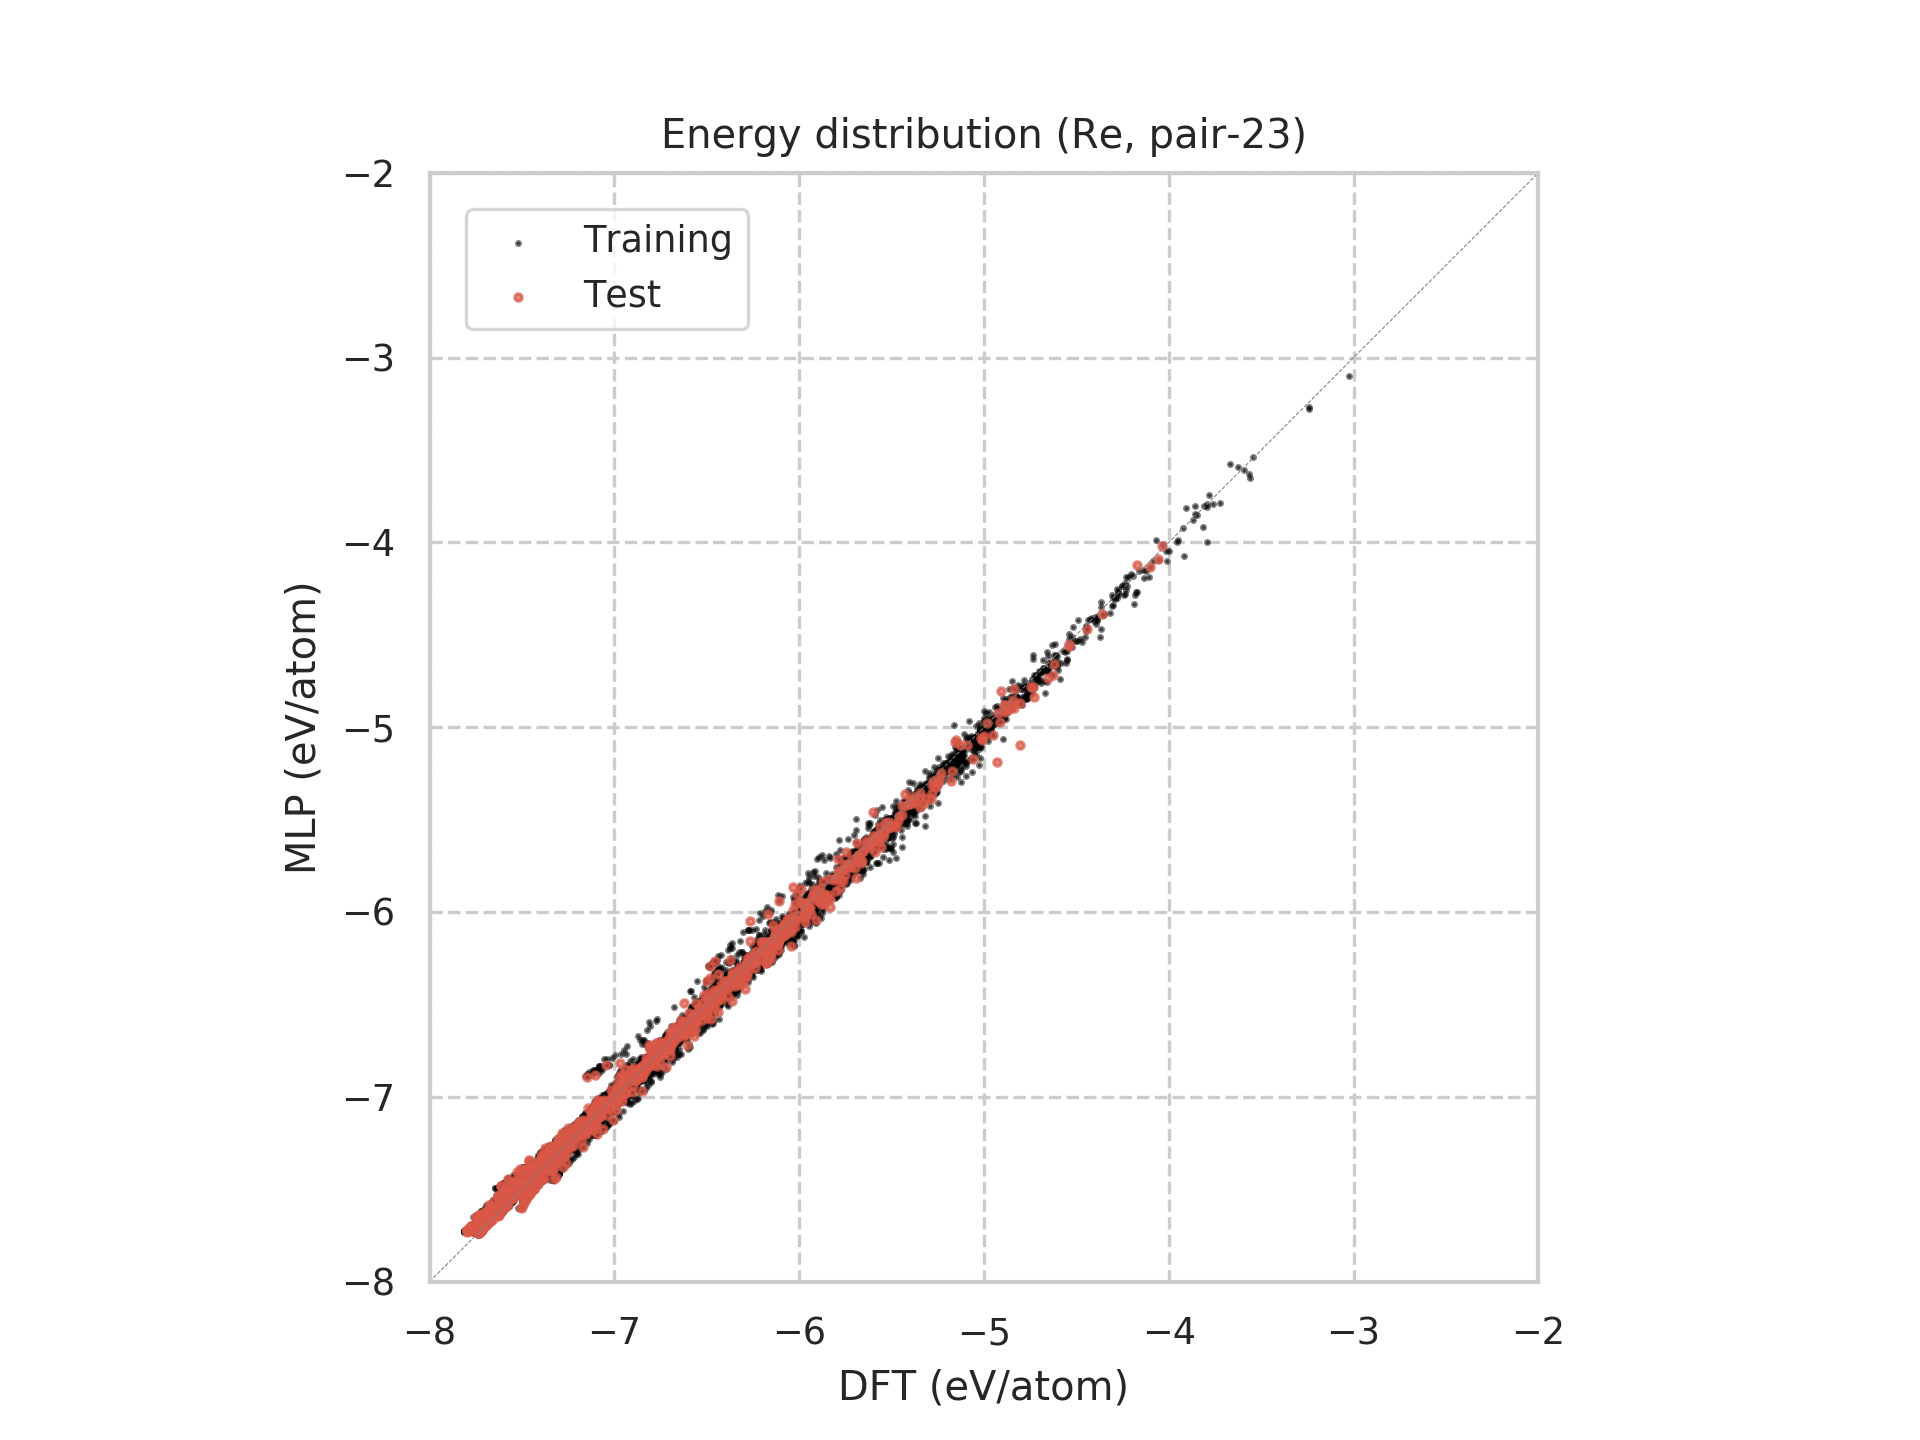 Energy distribution (Re, pair-23)
−2
−3
−4
−5
−6
−7
−8
MLP (eV/atom)
Training
Test
−8 −7 −6 −5 −4 −3 −2
DFT (eV/atom)